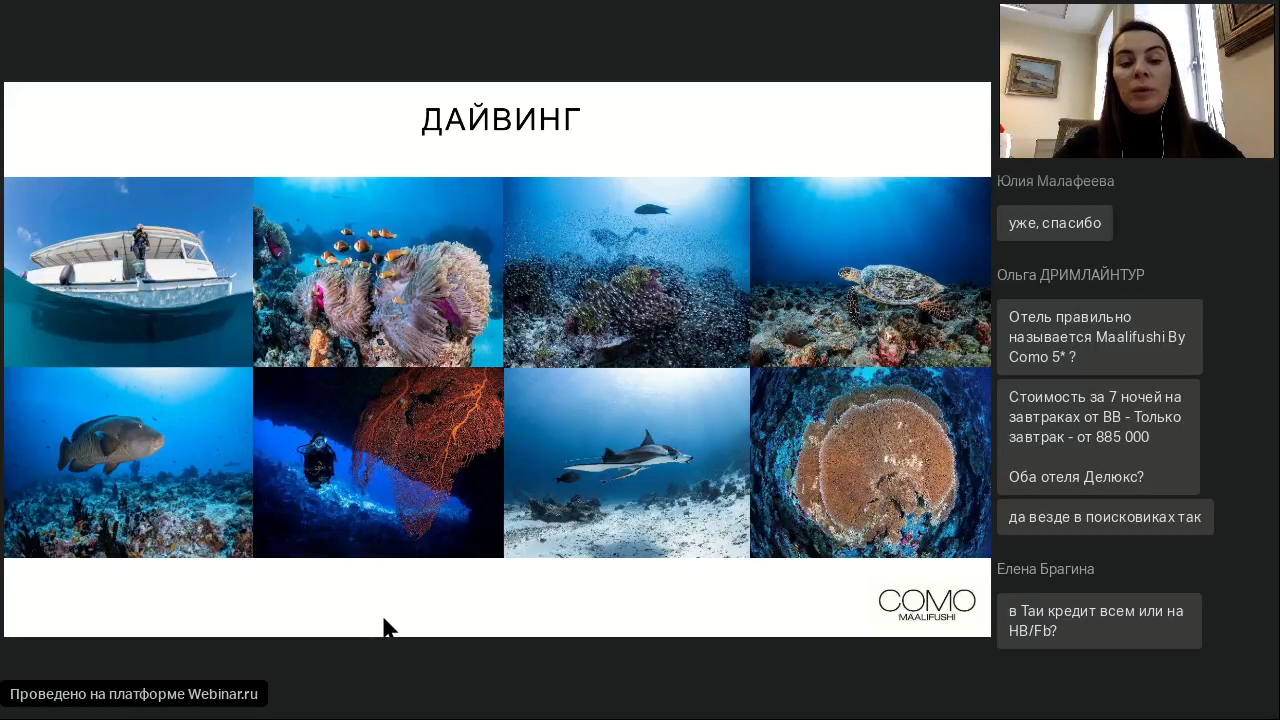 ДАЙВИНГ
COMO
MAALIFUSHI
Юлия Малафеева
уже, спасибо
Ольга ДРИМЛАЙНТУР
Отель правильно
называется Maalifushi By
Como 5* ?
Стоимость за 7 ночей на
завтраках от BB - Только
завтрак - от 885 000
Оба отеля Делюкс?
да везде в поисковиках так
Елена Брагина
в Таи кредит всем или на
HB/Fb?
Проведено на платформе Webinar.ru